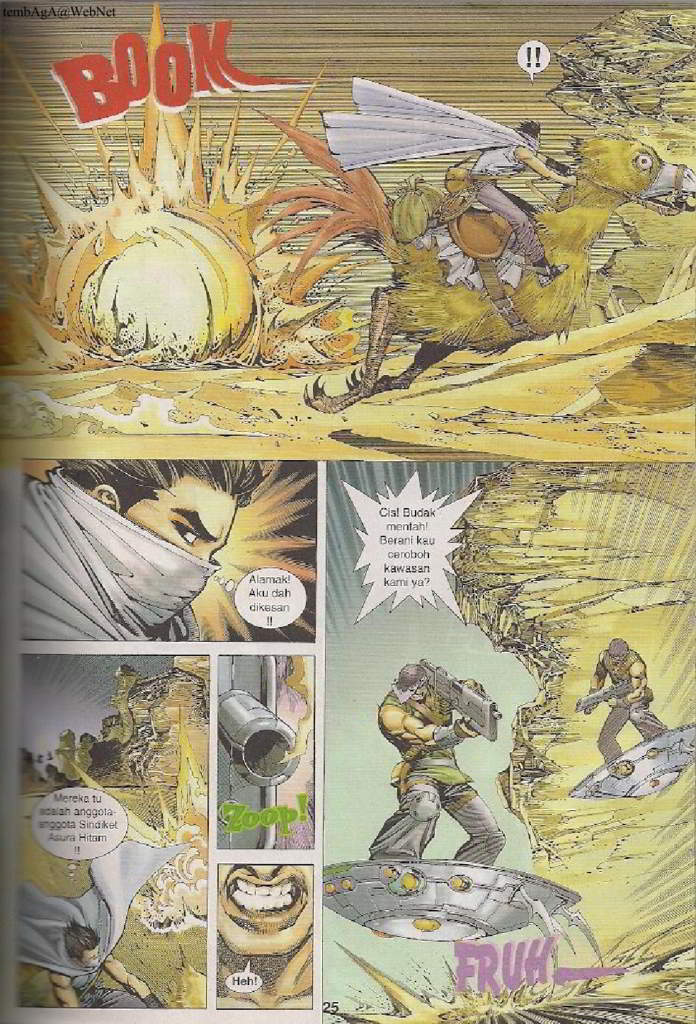 tembAgA@WebNet
BOOM
!!
Alamak!
Aku dah
dikesan
!!
Cis! Budak
mentah!
Berani kau
ceroboh
kawasan
kami ya?
Mereka tu
adalah anggota-
anggota Sindiket
Asura Hitam
!!
Zoop!
Heh!
FRUH
25